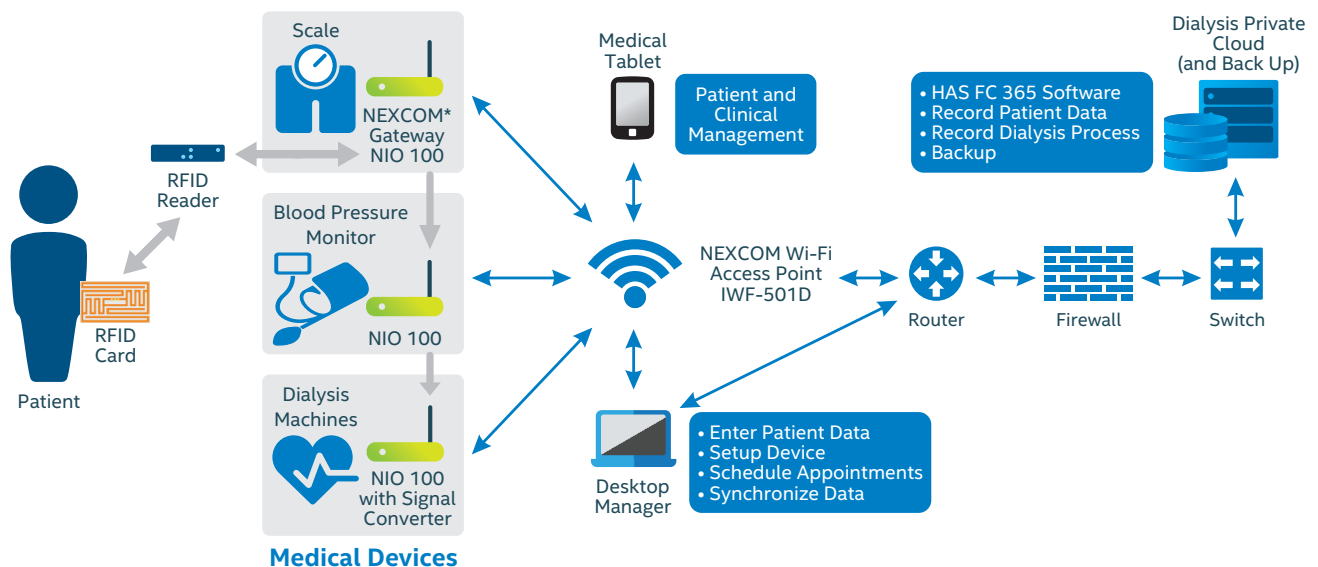 Patient
RFID
Card
RFID
Reader
Scale
NEXCOM*
Gateway
NIO 100
Blood Pressure
Monitor
NIO 100
Dialysis
Machines
NIO 100
with Signal
Converter
Medical Devices
Medical
Tablet
Patient and
Clinical
Management
NEXCOM Wi-Fi
Access Point
IWF-501D
Desktop
Manager
• Enter Patient Data
• Setup Device
• Schedule Appointments
• Synchronize Data
Router
Firewall
Switch
• HAS FC 365 Software
• Record Patient Data
• Record Dialysis Process
• Backup
Dialysis Private
Cloud
(and Back Up)